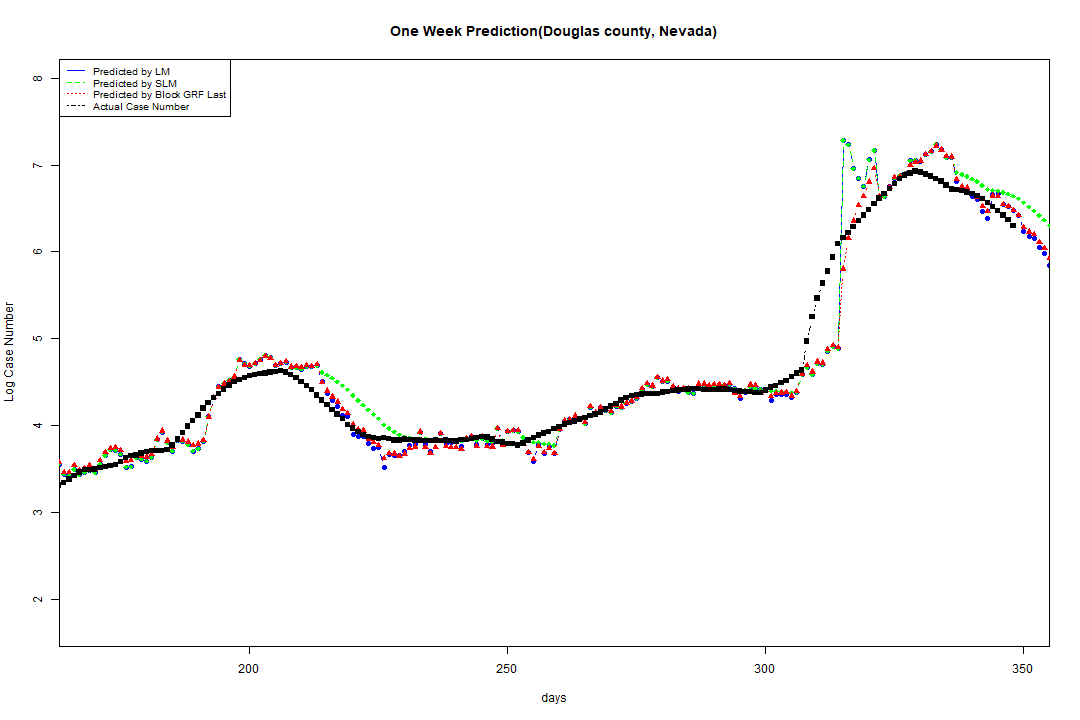 One Week Prediction(Douglas county, Nevada)
Predicted by LM
Predicted by SLM
Predicted by Block GRF Last
Actual Case Number
8
7
6
5
4
3
2
Log Case Number
200
250
300
350
days